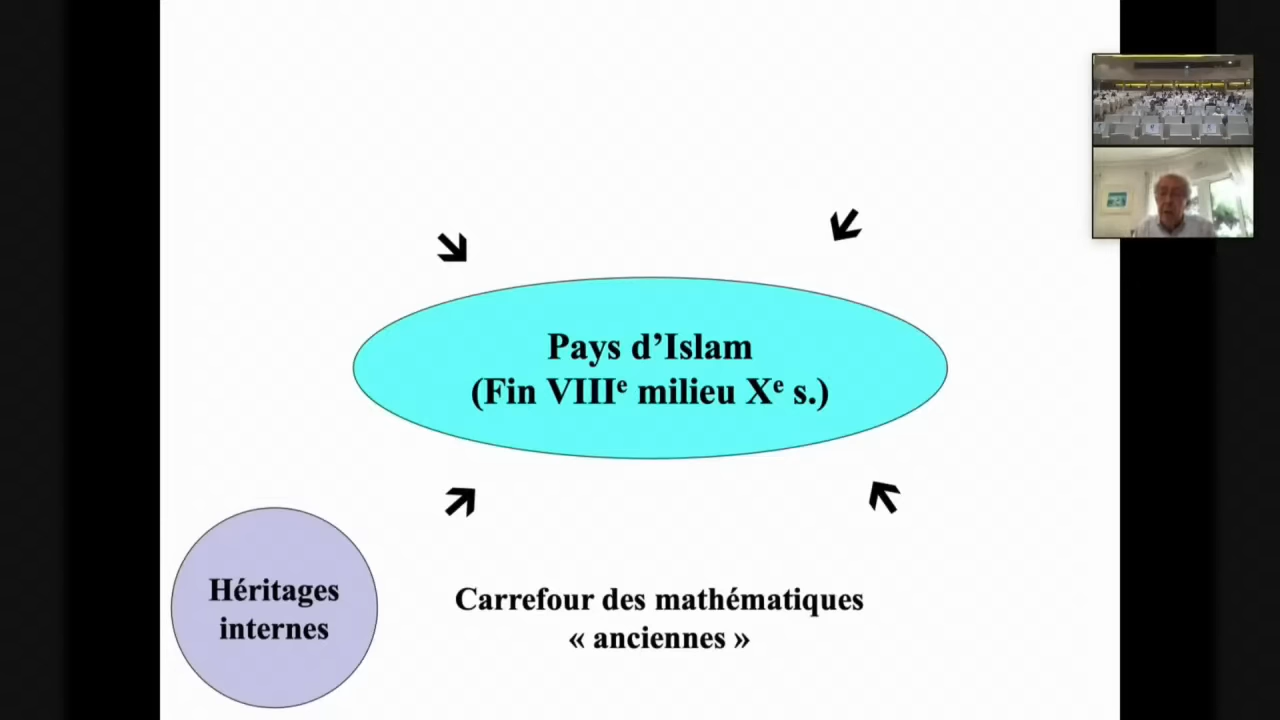 Pays d’Islam
(Fin VIIIᵉ milieu Xᵉ s.)
Héritages
internes
Carrefour des mathématiques
« anciennes »